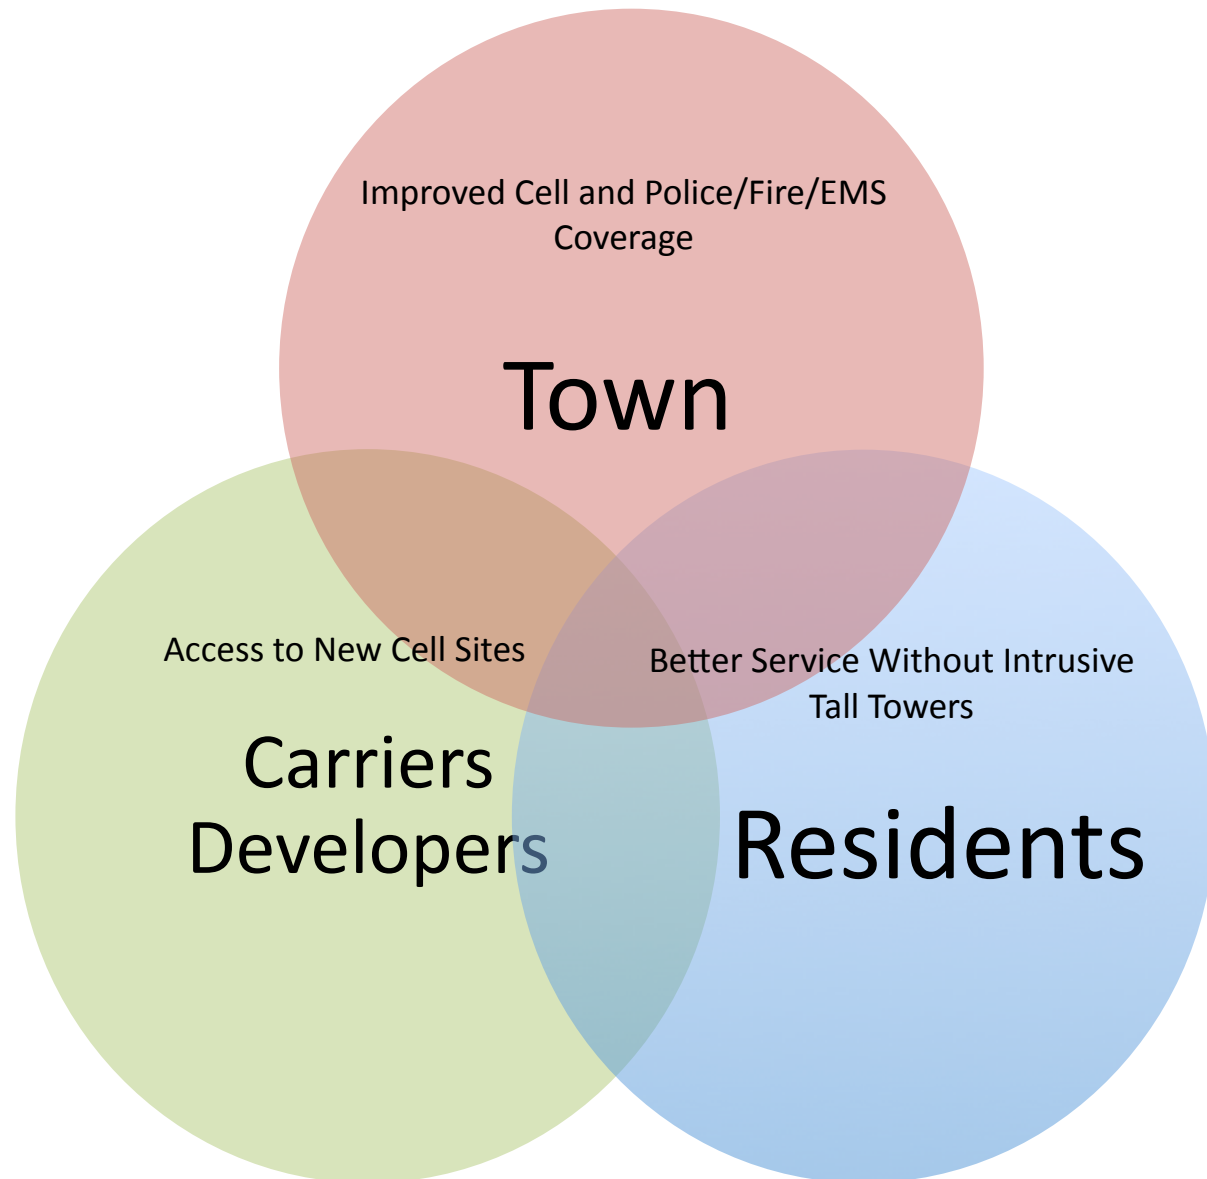 Improved Cell and Police/Fire/EMS
Coverage
Town
Access to New Cell Sites
Better Service Without Intrusive
Tall Towers
Carriers
Developers
Residents